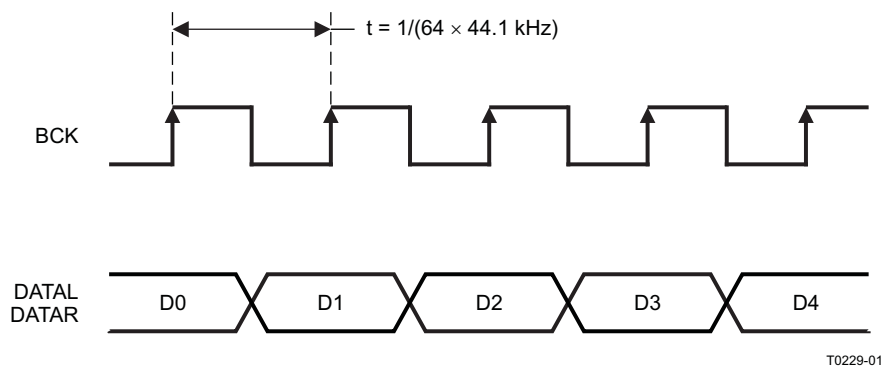 t = 1/(64 × 44.1 kHz)
BCK
DATAL
DATAR
D0 D1 D2 D3 D4
T0229-01